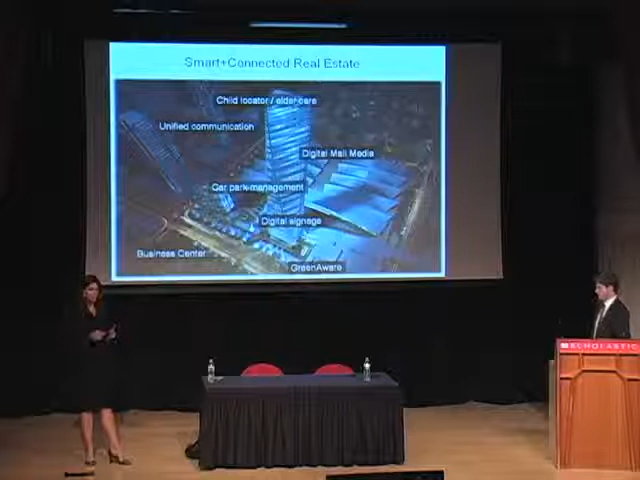 Smart+Connected Real Estate
Child locator / elder care
Unified communication
Digital Mall Media
Car park management
Digital signage
Business Center
GreenAware
SCHOLASTIC